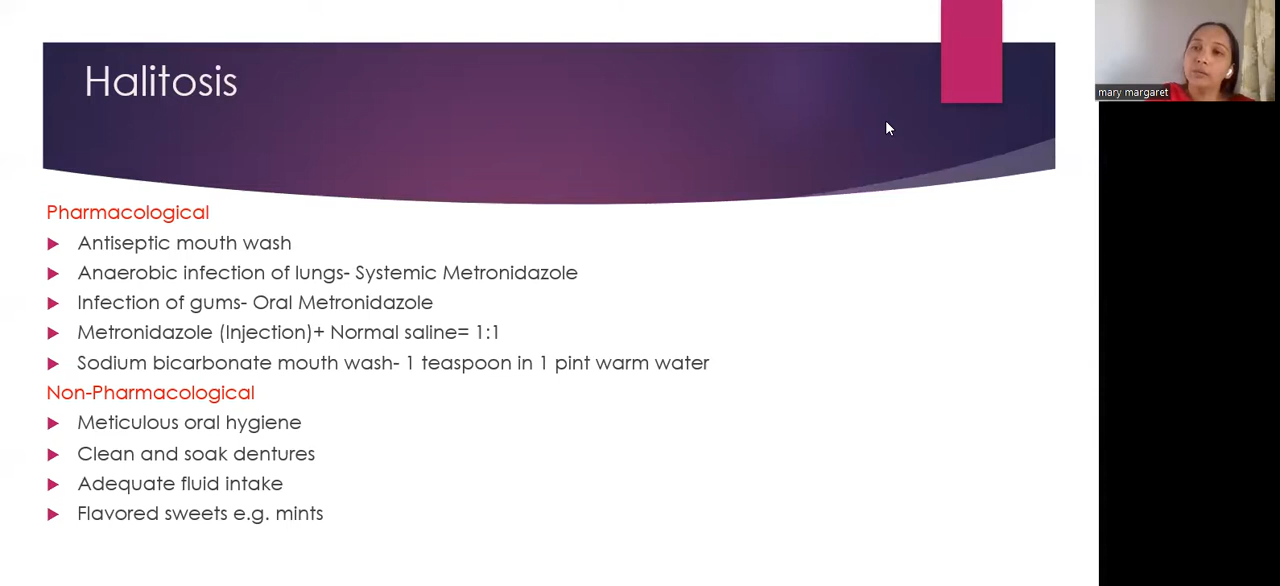 Halitosis
mary margaret
Pharmacological
Antiseptic mouth wash
Anaerobic infection of lungs- Systemic Metronidazole
Infection of gums- Oral Metronidazole
Metronidazole (Injection)+ Normal saline= 1:1
Sodium bicarbonate mouth wash- 1 teaspoon in 1 pint warm water
Non-Pharmacological
Meticulous oral hygiene
Clean and soak dentures
Adequate fluid intake
Flavored sweets e.g. mints